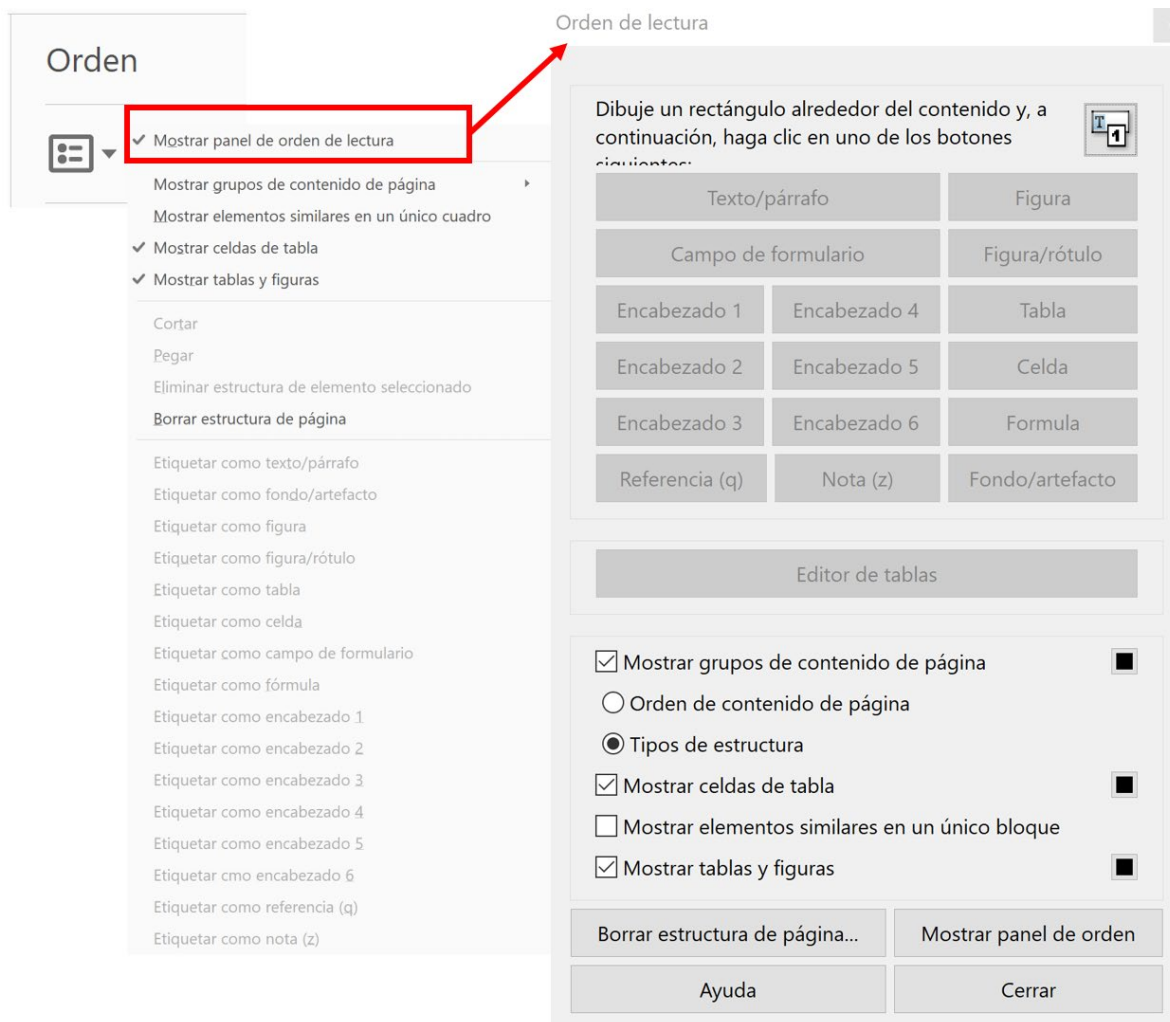 Orden
Mostrar panel de orden de lectura
Mostrar grupos de contenido de página
Mostrar elementos similares en un único cuadro
Mostrar celdas de tabla
Mostrar tablas y figuras
Cortar
Pegar
Eliminar estructura de elemento seleccionado
Borrar estructura de página
Etiquetar como texto/párrafo
Etiquetar como fondo/artefacto
Etiquetar como figura
Etiquetar como figura/rótulo
Etiquetar como tabla
Etiquetar como celda
Etiquetar como campo de formulario
Etiquetar como fórmula
Etiquetar como encabezado 1
Etiquetar como encabezado 2
Etiquetar como encabezado 3
Etiquetar como encabezado 4
Etiquetar como encabezado 5
Etiquetar cmo encabezado 6
Etiquetar como referencia (q)
Etiquetar como nota (z)
Orden de lectura
Dibuje un rectángulo alrededor del contenido y, a
continuación, haga clic en uno de los botones
siguientes:
T 1
Texto/párrafo Figura
Campo de formulario Figura/rótulo
Encabezado 1 Encabezado 4 Tabla
Encabezado 2 Encabezado 5 Celda
Encabezado 3 Encabezado 6 Formula
Referencia (q) Nota (z) Fondo/artefacto
Editor de tablas
Mostrar grupos de contenido de página
Orden de contenido de página
Tipos de estructura
Mostrar celdas de tabla
Mostrar elementos similares en un único bloque
Mostrar tablas y figuras
Borrar estructura de página... Mostrar panel de orden
Ayuda Cerrar